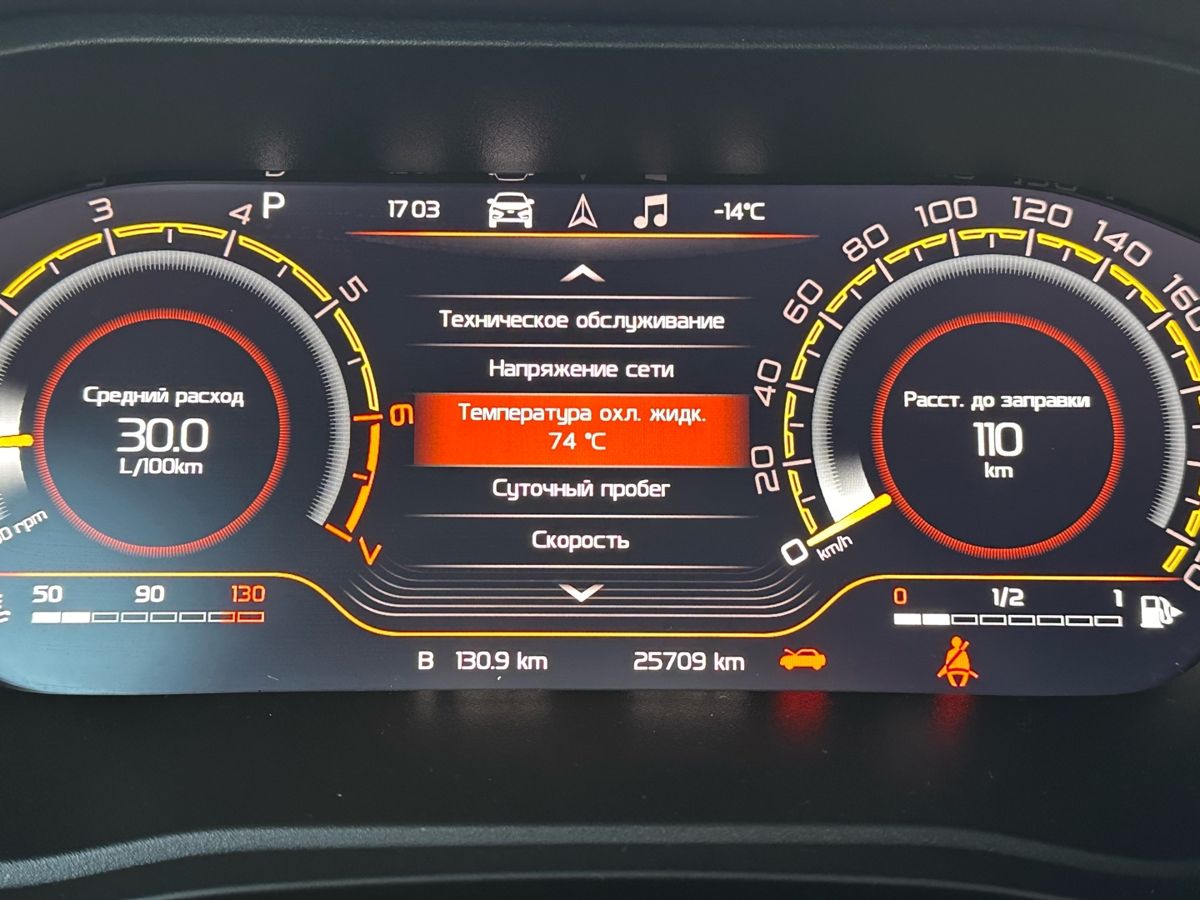 P 17 03 -14°C
3
4
5
6
7
Средний расход
30.0
L/100km
0 rpm
Техническое обслуживание
Напряжение сети
Температура охл. жидк.
74 °C
Суточный пробег
Скорость
0
20
40
60
80
100
120
140
160
km/h
Расст. до заправки
110
km
50 90 130
0 1/2 1
B 130.9 km 25709 km